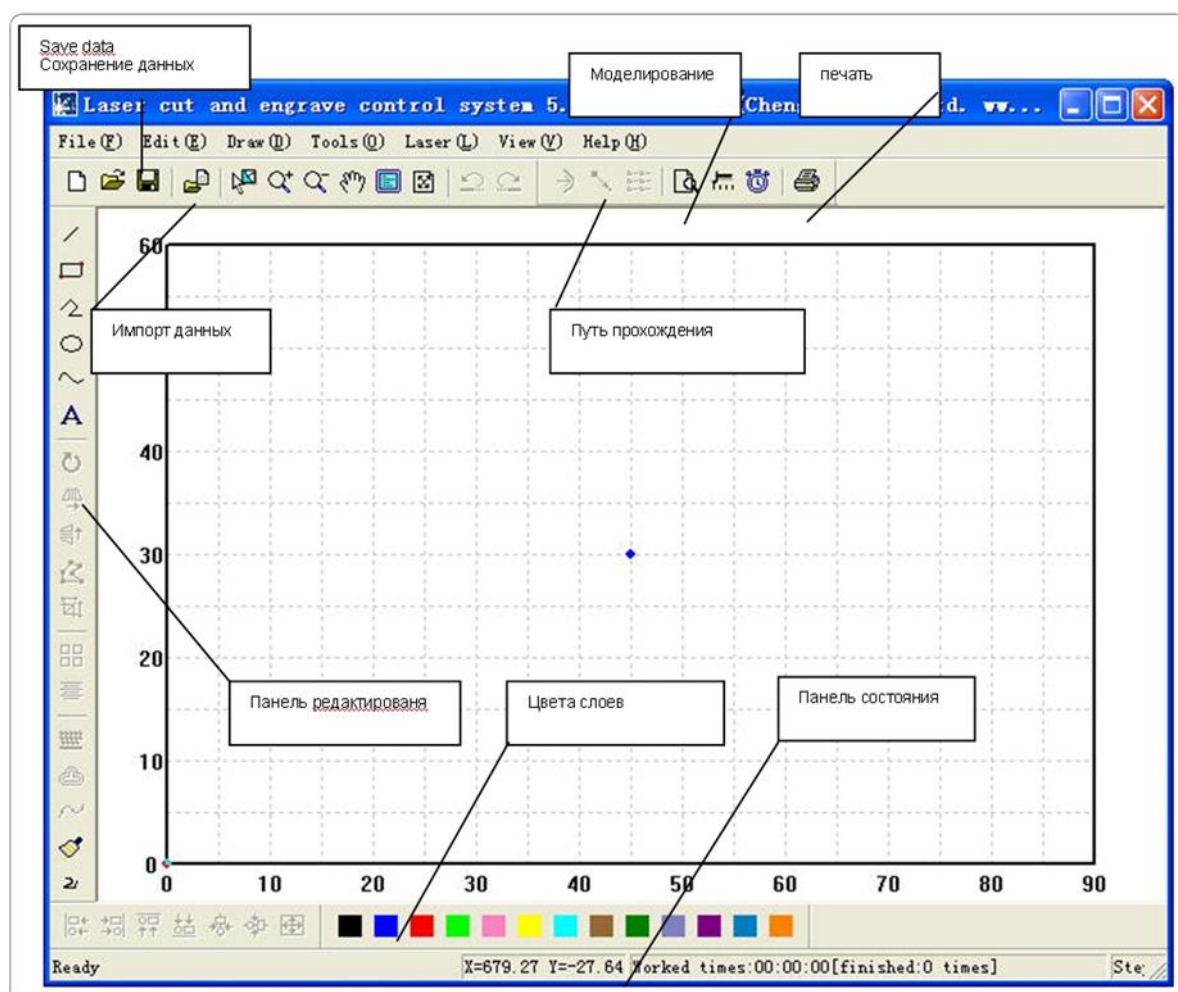 Save data
Сохранение данных
Моделирование
печать
Laser cut and engrave control system 5. (Cheng d. ww...
File(F) Edit(E) Draw(D) Tools(O) Laser(L) View(V) Help(H)
A
60
Импорт данных
Путь прохождения
40
30
20
Панель редактированя
Цвета слоев
Панель состояния
10
0
0 10 20 30 40 50 60 70 80 90
Ready X=679.27 Y=-27.64 Worked times:00:00:00[finished:0 times] Ste